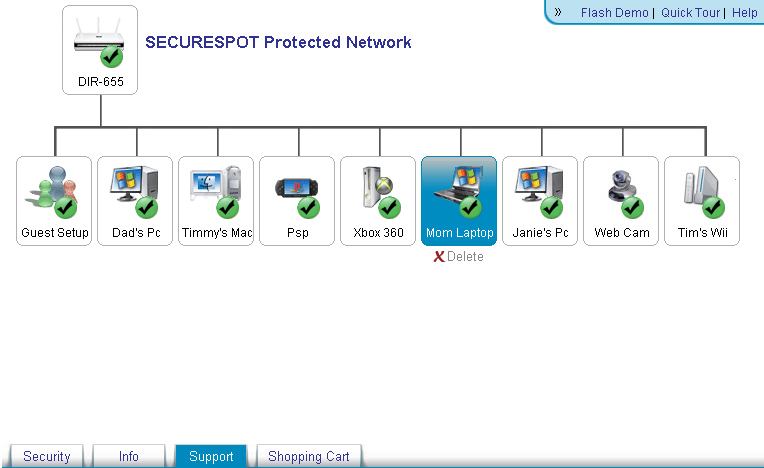 » Flash Demo | Quick Tour | Help
SECURESPOT Protected Network
DIR-655
Guest Setup
Dad's Pc
Timmy's Mac
Psp
Xbox 360
Mom Laptop
Janie's Pc
Web Cam
Tim's Wii
X Delete
Security
Info
Support
Shopping Cart